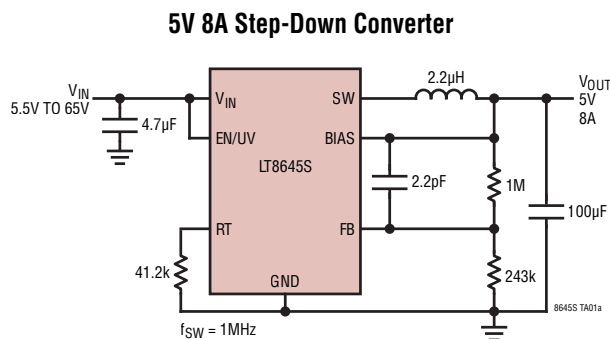 5V 8A Step-Down Converter
VIN
5.5V TO 65V
4.7µF
VIN
EN/UV
RT
LT8645S
GND
SW
BIAS
FB
2.2µH
VOUT
5V
8A
2.2pF
1M
100µF
243k
41.2k
fSW = 1MHz
8645S TA01a